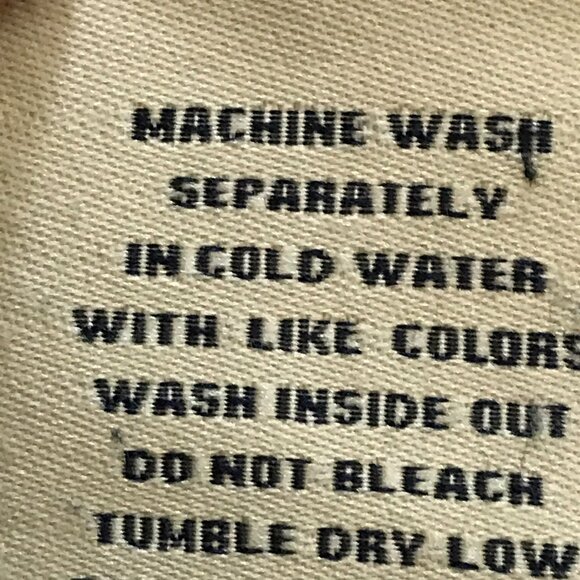 MACHINE WASH
SEPARATELY
IN COLD WATER
WITH LIKE COLORS
WASH INSIDE OUT
DO NOT BLEACH
TUMBLE DRY LOW